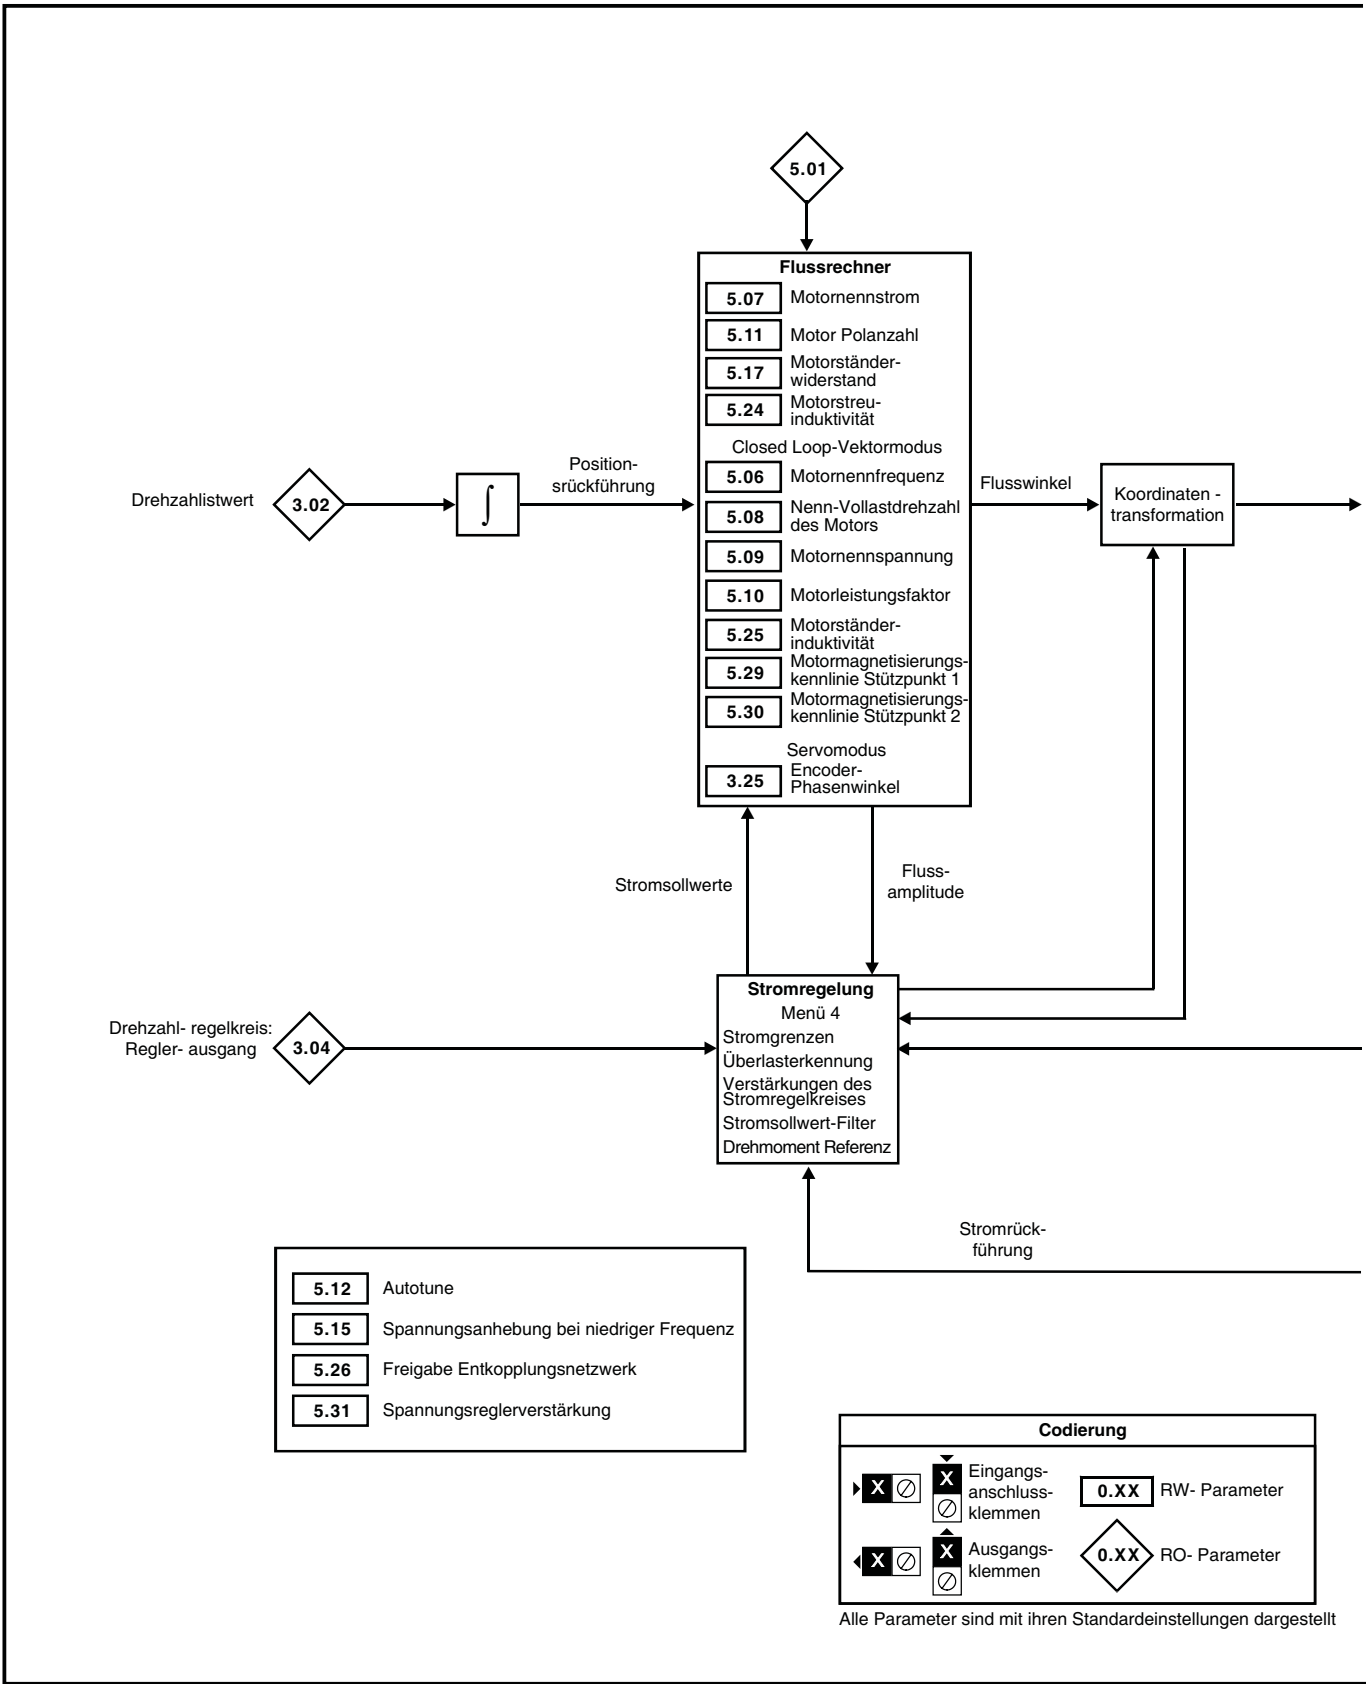 5.01
Flussrechner
5.07 Motornennstrom
5.11 Motor Polanzahl
5.17 Motorständer-
widerstand
5.24 Motorstreu-
induktivität
Closed Loop-Vektormodus
5.06 Motornennfrequenz
5.08 Nenn-Vollastdrehzahl
des Motors
5.09 Motornennspannung
5.10 Motorleistungsfaktor
5.25 Motorständer-
induktivität
5.29 Motormagnetisierungs-
kennlinie Stützpunkt 1
5.30 Motormagnetisierungs-
kennlinie Stützpunkt 2
Servomodus
3.25 Encoder-
Phasenwinkel
Drehzahlistwert
3.02
∫
Position-
srückführung
Flusswinkel
Koordinaten -
transformation
Stromsollwerte
Fluss-
amplitude
Drehzahl- regelkreis:
Regler- ausgang
3.04
Stromregelung
Menü 4
Stromgrenzen
Überlasterkennung
Verstärkungen des
Stromregelkreises
Stromsollwert-Filter
Drehmoment Referenz
Stromrück-
führung
5.12 Autotune
5.15 Spannungsanhebung bei niedriger Frequenz
5.26 Freigabe Entkopplungsnetzwerk
5.31 Spannungsreglerverstärkung
Codierung
X X Eingangs-
anschluss-
klemmen
0.XX RW- Parameter
X X Ausgangs-
klemmen
0.XX RO- Parameter
Alle Parameter sind mit ihren Standardeinstellungen dargestellt